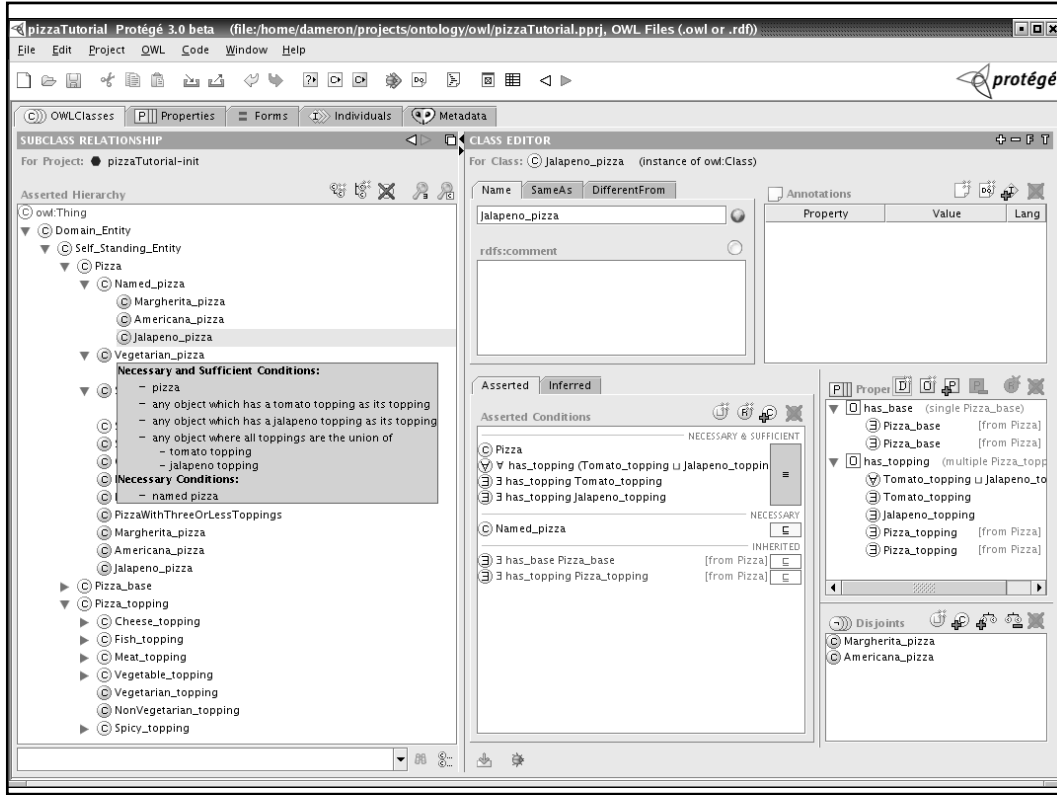 pizzaTutorial Protégé 3.0 beta (file:/home/dameron/projects/ontology/owl/pizzaTutorial.pprj, OWL Files (.owl or .rdf))
File Edit Project OWL Code Window Help
protégé
OWLClasses Properties Forms Individuals Metadata
SUBCLASS RELATIONSHIP
For Project: pizzaTutorial-init
Asserted Hierarchy
owl:Thing
Domain_Entity
Self_Standing_Entity
Pizza
Named_pizza
Margherita_pizza
Americana_pizza
Jalapeno_pizza
Vegetarian_pizza
Necessary and Sufficient Conditions:
– pizza
– any object which has a tomato topping as its topping
– any object which has a jalapeno topping as its topping
– any object where all toppings are the union of
– tomato topping
– jalapeno topping
Necessary Conditions:
– named pizza
PizzaWithThreeOrLessToppings
Margherita_pizza
Americana_pizza
Jalapeno_pizza
Pizza_base
Pizza_topping
Cheese_topping
Fish_topping
Meat_topping
Vegetable_topping
Vegetarian_topping
NonVegetarian_topping
Spicy_topping
CLASS EDITOR
For Class: Jalapeno_pizza (instance of owl:Class)
Name SameAs DifferentFrom
Jalapeno_pizza
rdfs:comment
Annotations
Property Value Lang
Asserted Inferred
Asserted Conditions
NECESSARY & SUFFICIENT
Pizza
∀ has_topping (Tomato_topping ⊔ Jalapeno_toppin
∃ has_topping Tomato_topping
∃ has_topping Jalapeno_topping
≡
NECESSARY
Named_pizza ⊑
INHERITED
∃ has_base Pizza_base [from Pizza] ⊑
∃ has_topping Pizza_topping [from Pizza] ⊑
Proper
has_base (single Pizza_base)
Pizza_base [from Pizza]
Pizza_base [from Pizza]
has_topping (multiple Pizza_topp
Tomato_topping ⊔ Jalapeno_to
Tomato_topping
Jalapeno_topping
Pizza_topping [from Pizza]
Pizza_topping [from Pizza]
Disjoints
Margherita_pizza
Americana_pizza